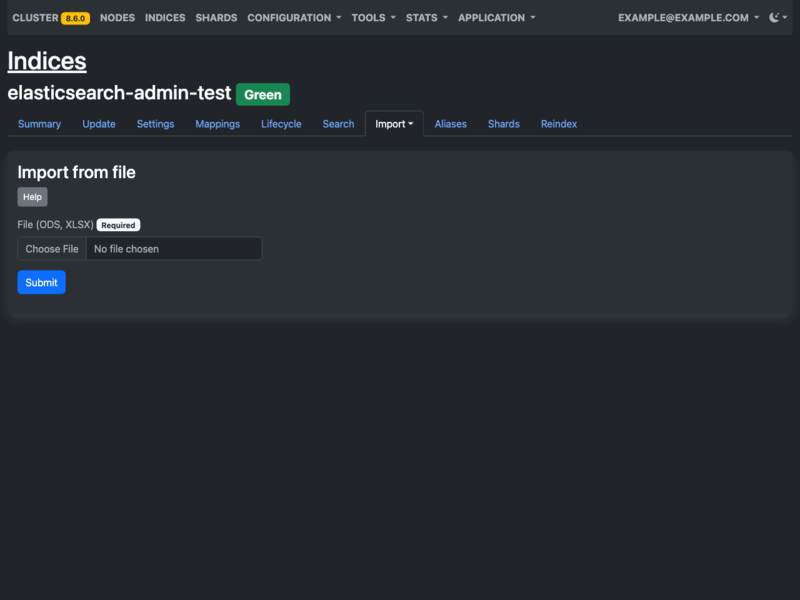 CLUSTER 8.6.0 NODES INDICES SHARDS CONFIGURATION TOOLS STATS APPLICATION EXAMPLE@EXAMPLE.COM
Indices
elasticsearch-admin-test Green
Summary Update Settings Mappings Lifecycle Search Import Aliases Shards Reindex
Import from file
Help
File (ODS, XLSX) Required
Choose File No file chosen
Submit